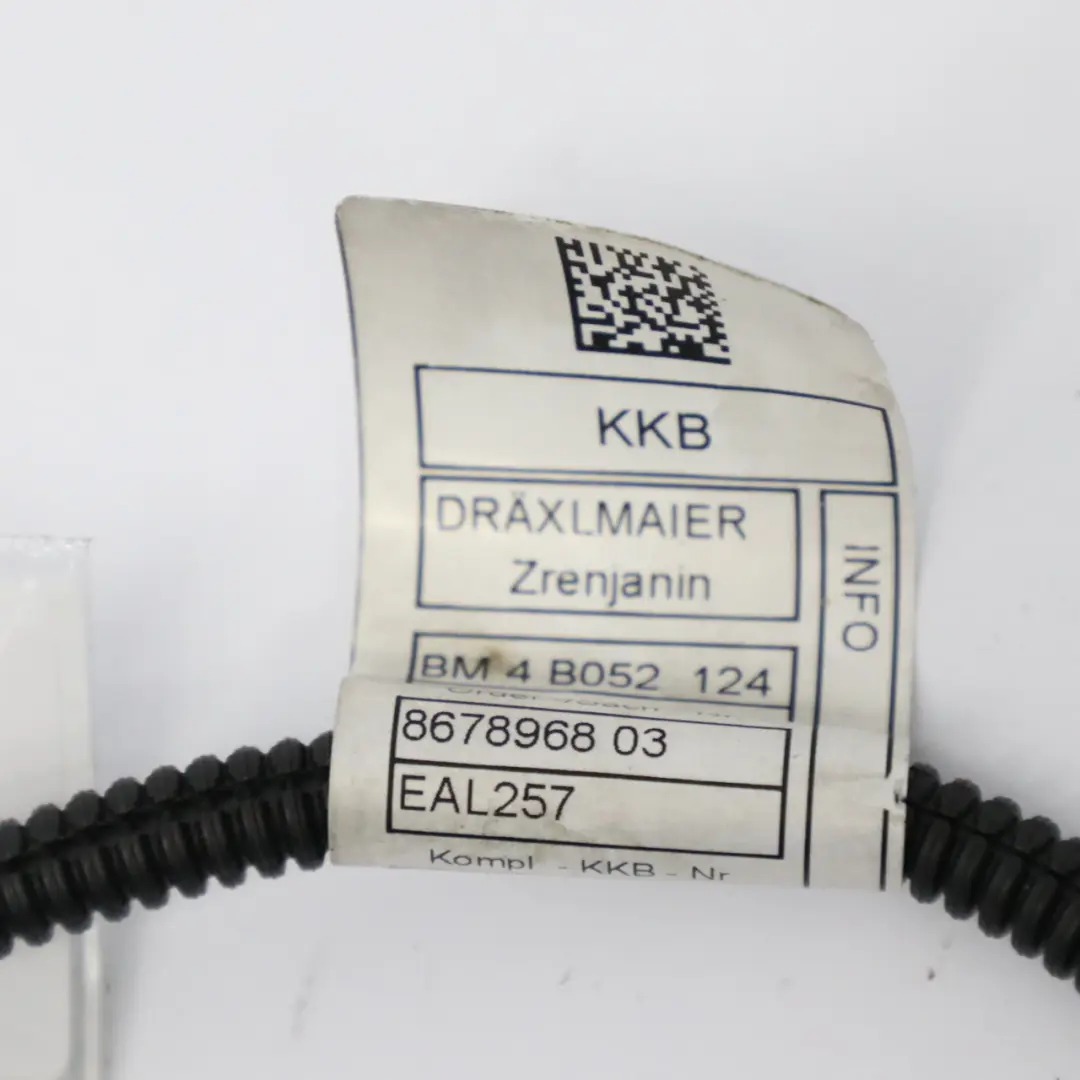 KKB
DRÄXLMAIER
Zrenjanin
INFO
BM 4 B052 124
8678968 03
EAL257
Kompl - KKB - Nr